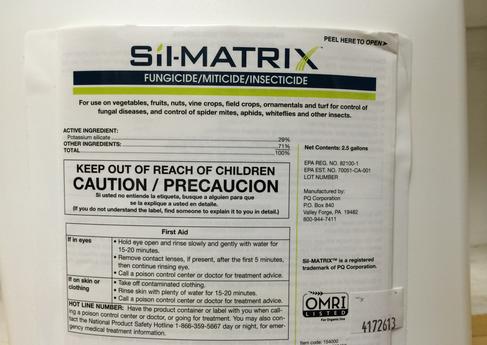 PEEL HERE TO OPEN>
Sil-MATRIX™
FUNGICIDE/MITICIDE/INSECTICIDE
For use on vegetables, fruits, nuts, vine crops, field crops, ornamentals and turf for control of
fungal diseases, and control of spider mites, aphids, whiteflies and other insects.
ACTIVE INGREDIENT:
Potassium silicate 29%
OTHER INGREDIENTS: 71%
TOTAL 100%
KEEP OUT OF REACH OF CHILDREN
CAUTION / PRECAUCION
Si usted no entiende la etiqueta, busque a alguien para que
se la explique a usted en detalle.
(If you do not understand the label, find someone to explain it to you in detail.)
First Aid
If in eyes
• Hold eye open and rinse slowly and gently with water for
15-20 minutes.
• Remove contact lenses, if present, after the first 5 minutes,
then continue rinsing eye.
• Call a poison control center or doctor for treatment advice.
If on skin or
clothing
• Take off contaminated clothing.
• Rinse skin with plenty of water for 15-20 minutes.
• Call a poison control center or doctor for treatment advice.
HOT LINE NUMBER: Have the product container or label with you when call-
ing a poison control center or doctor, or going for treatment. You may also con-
tact the National Product Safety Hotline 1-866-359-5867 day or night, for emer-
gency medical treatment information.
Net Contents: 2.5 gallons
EPA REG. NO. 82100-1
EPA EST. NO. 70051-CA-001
LOT NUMBER
Manufactured by:
PQ Corporation
P.O. Box 840
Valley Forge, PA 19482
800-944-7411
Sil-MATRIX™ is a registered
trademark of PQ Corporation.
OMRI
LISTED
For Organic Use
4172613
Item code: 154000